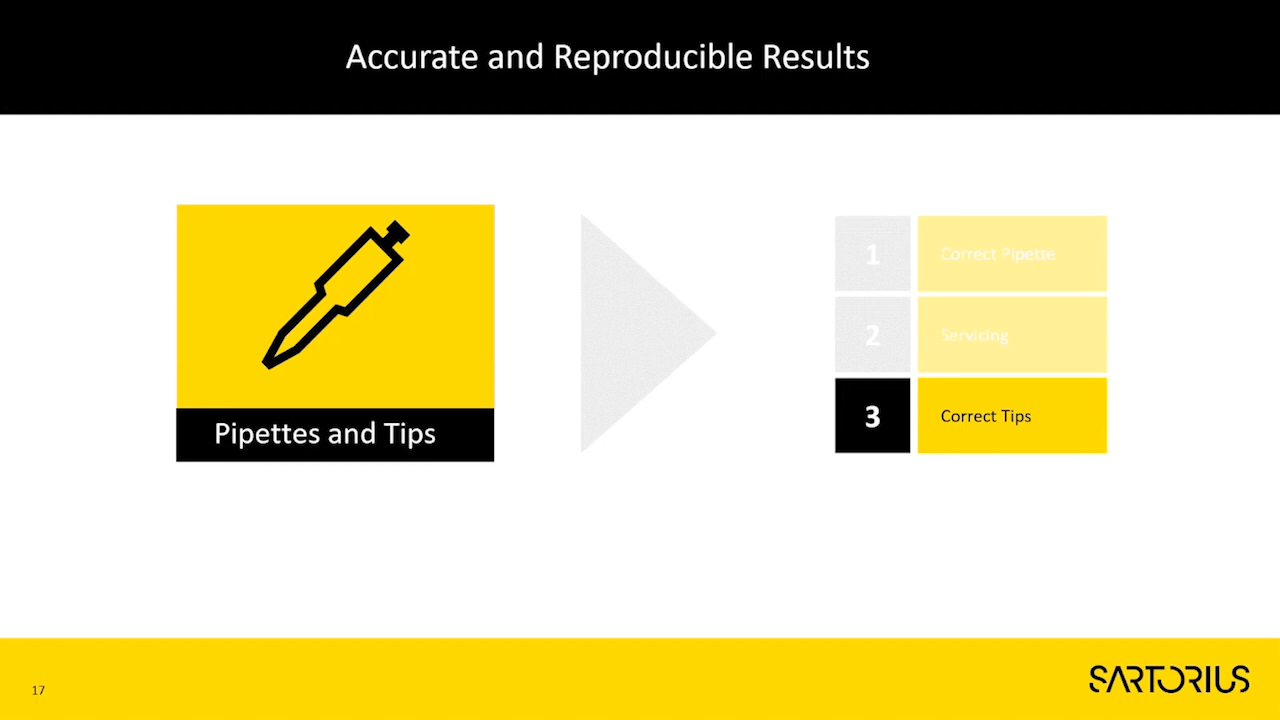 Accurate and Reproducible Results
Pipettes and Tips
1 Correct Pipette
2 Servicing
3 Correct Tips
17
SARTORIUS